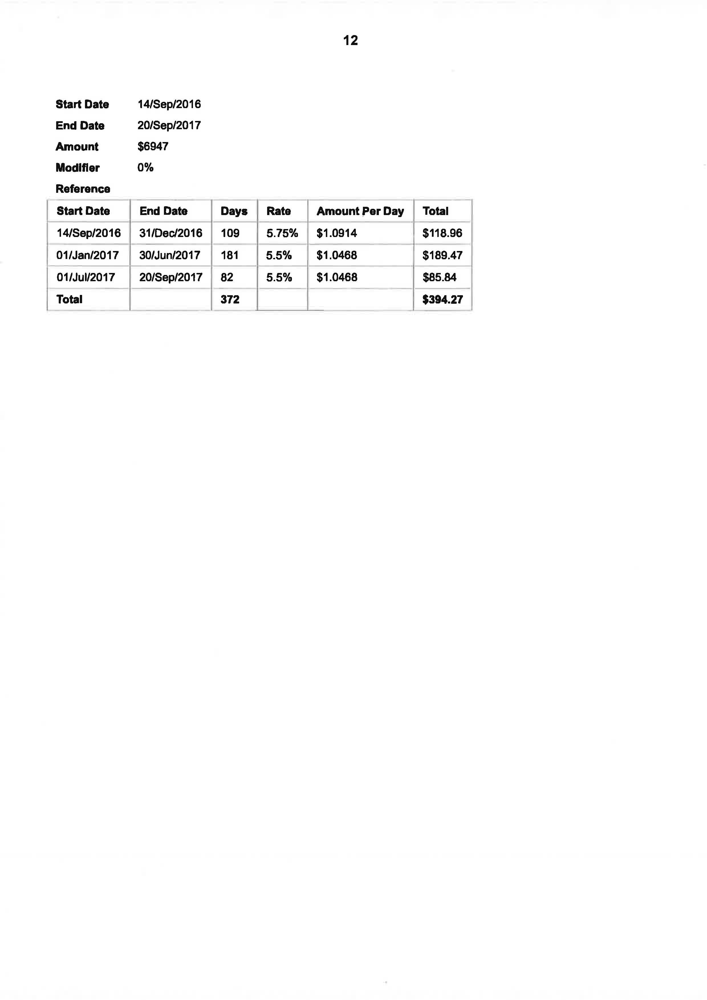 12
Start Date 14/Sep/2016
End Date 20/Sep/2017
Amount $6947
Modifier 0%
Reference
Start Date End Date Days Rate Amount Per Day Total
14/Sep/2016 31/Dec/2016 109 5.75% $1.0914 $118.96
01/Jan/2017 30/Jun/2017 181 5.5% $1.0468 $189.47
01/Jul/2017 20/Sep/2017 82 5.5% $1.0468 $85.84
Total 372 $394.27